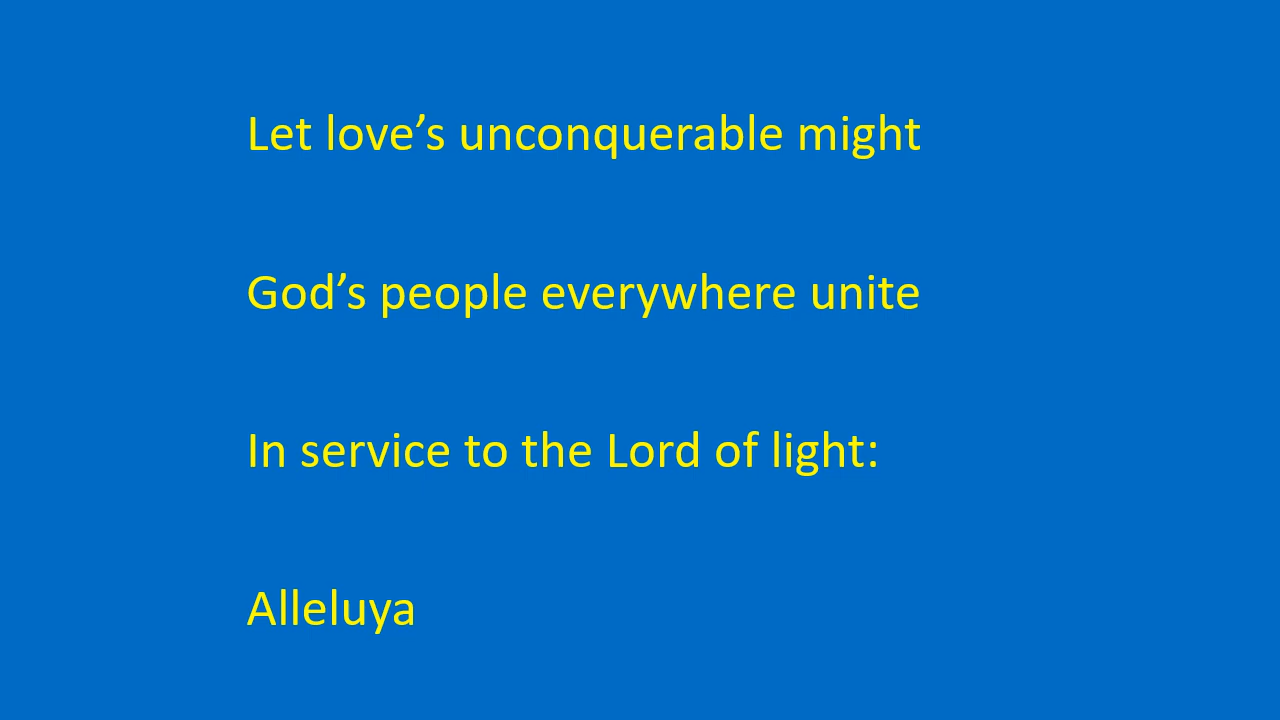 Let love’s unconquerable might
God’s people everywhere unite
In service to the Lord of light:
Alleluya